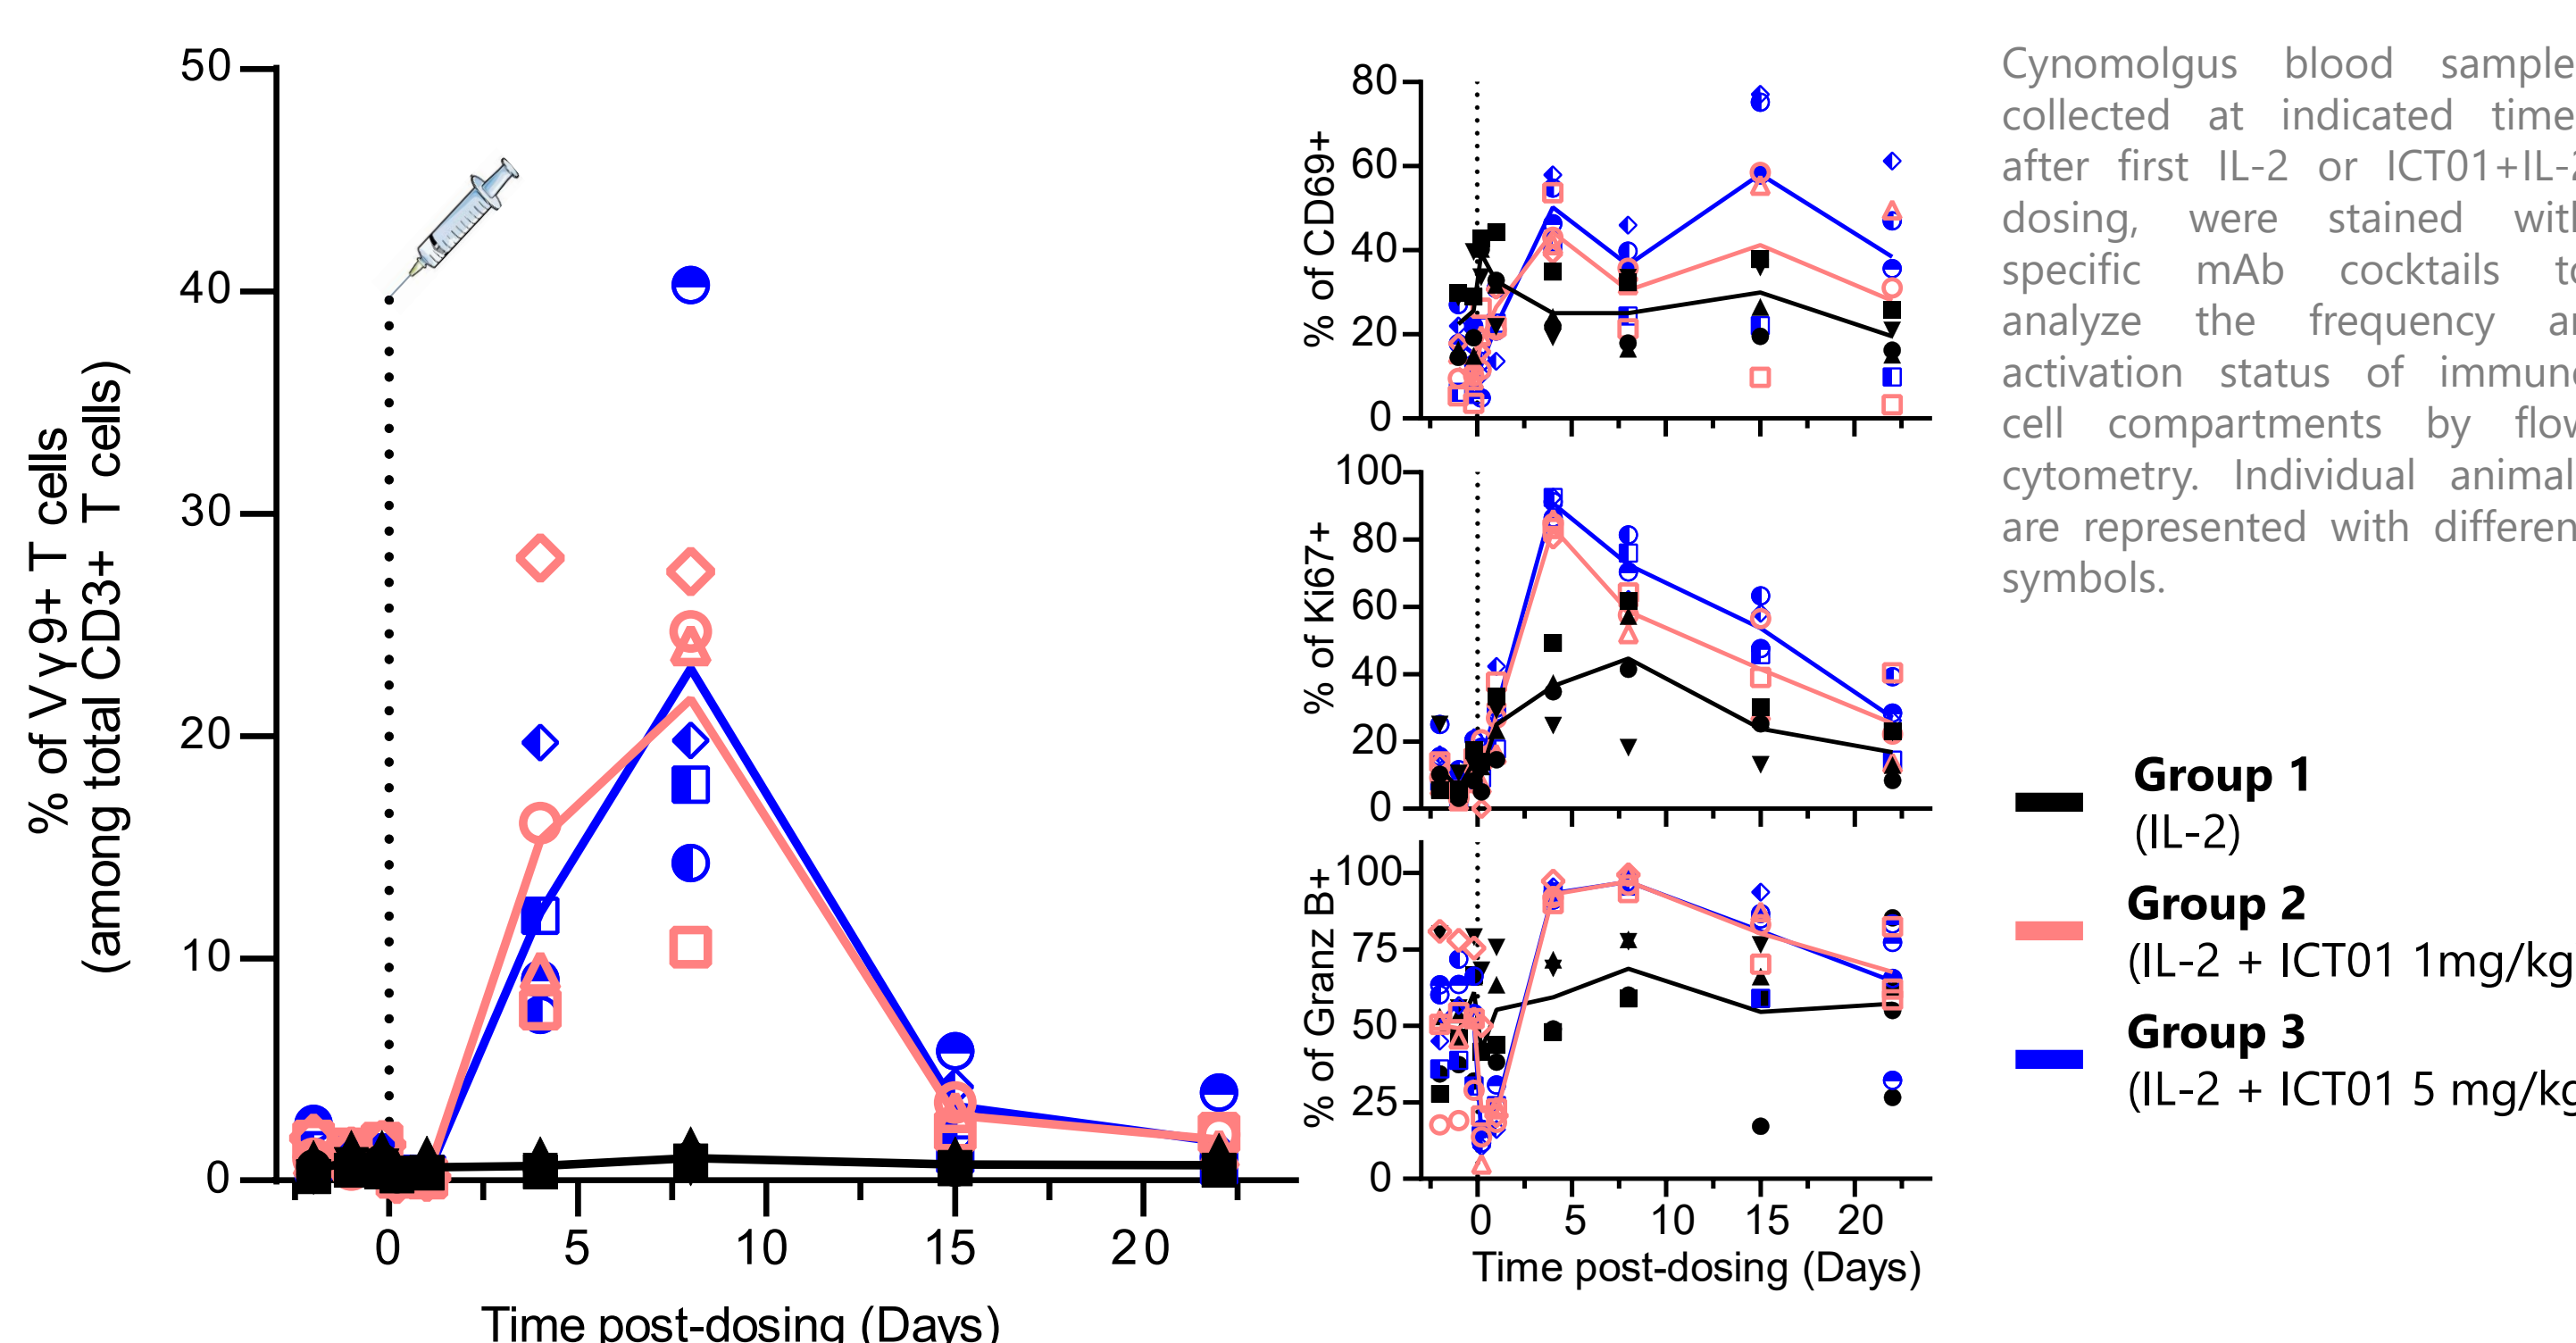 50
40
30
20
10
0
% of Vγ9+ T cells
(among total CD3+ T cells)
0 5 10 15 20
Time post-dosing (Days)
80
60
40
20
0
% of CD69+
100
80
60
40
20
0
% of Ki67+
100
75
50
25
0
% of Granz B+
0 5 10 15 20
Time post-dosing (Days)
Cynomolgus blood sample
collected at indicated time
after first IL-2 or ICT01+IL-2
dosing, were stained with
specific mAb cocktails to
analyze the frequency an
activation status of immune
cell compartments by flow
cytometry. Individual animal
are represented with different
symbols.
Group 1
(IL-2)
Group 2
(IL-2 + ICT01 1mg/kg
Group 3
(IL-2 + ICT01 5 mg/kg